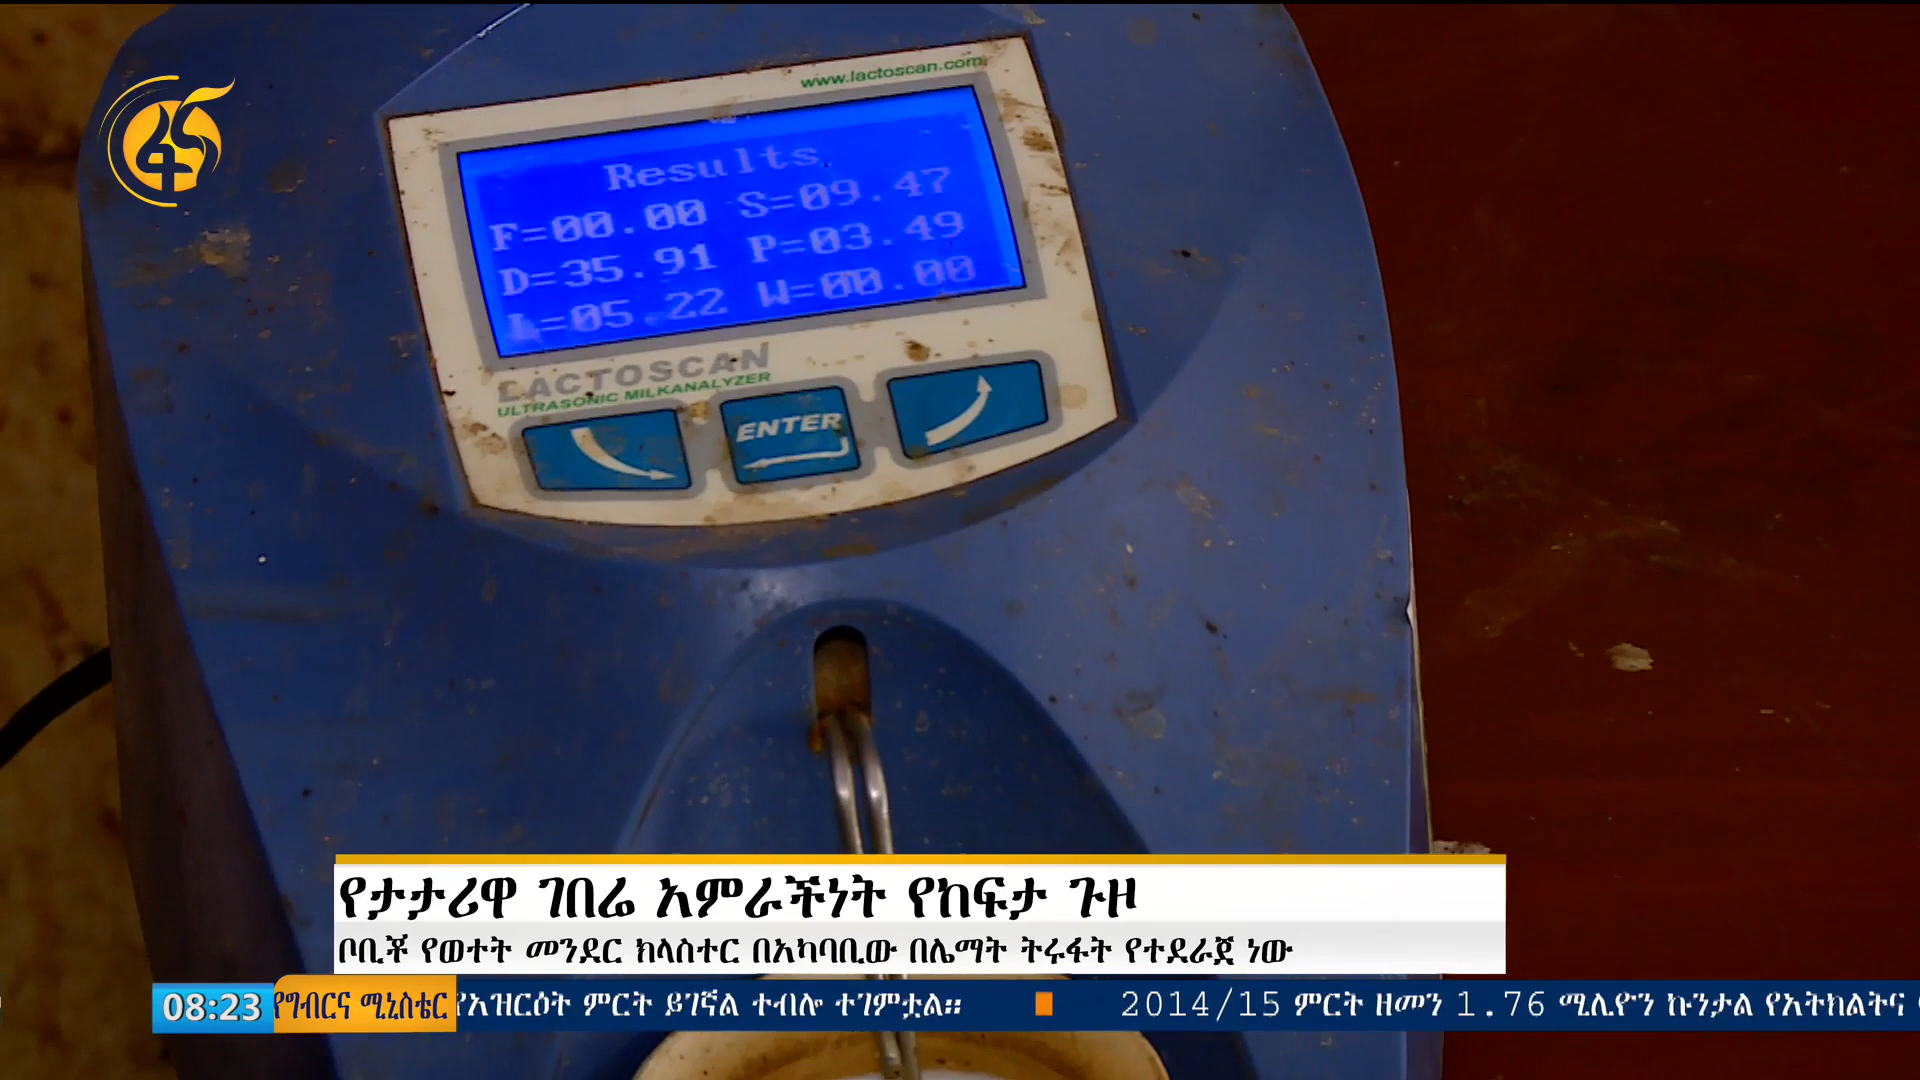 ፋና
www.lactoscan.com
Results
F=00.00 S=09.47
D=35.91 P=03.49
L=05.22 W=00.00
LACTOSCAN
ULTRASONIC MILKANALYZER
ENTER
የታታሪዋ ገበሬ አምራችነት የከፍታ ጉዞ
ቦቢቾ የወተት መንደር ክላስተር በአካባቢው በሌማት ትሩፋት የተደራጀ ነው
08:23 የግብርና ሚኒስቴር የአዝርዕት ምርት ይገኛል ተብሎ ተገምቷል። 2014/15 ምርት ዘመን 1.76 ሚሊዮን ኩንታል የአትክልትና